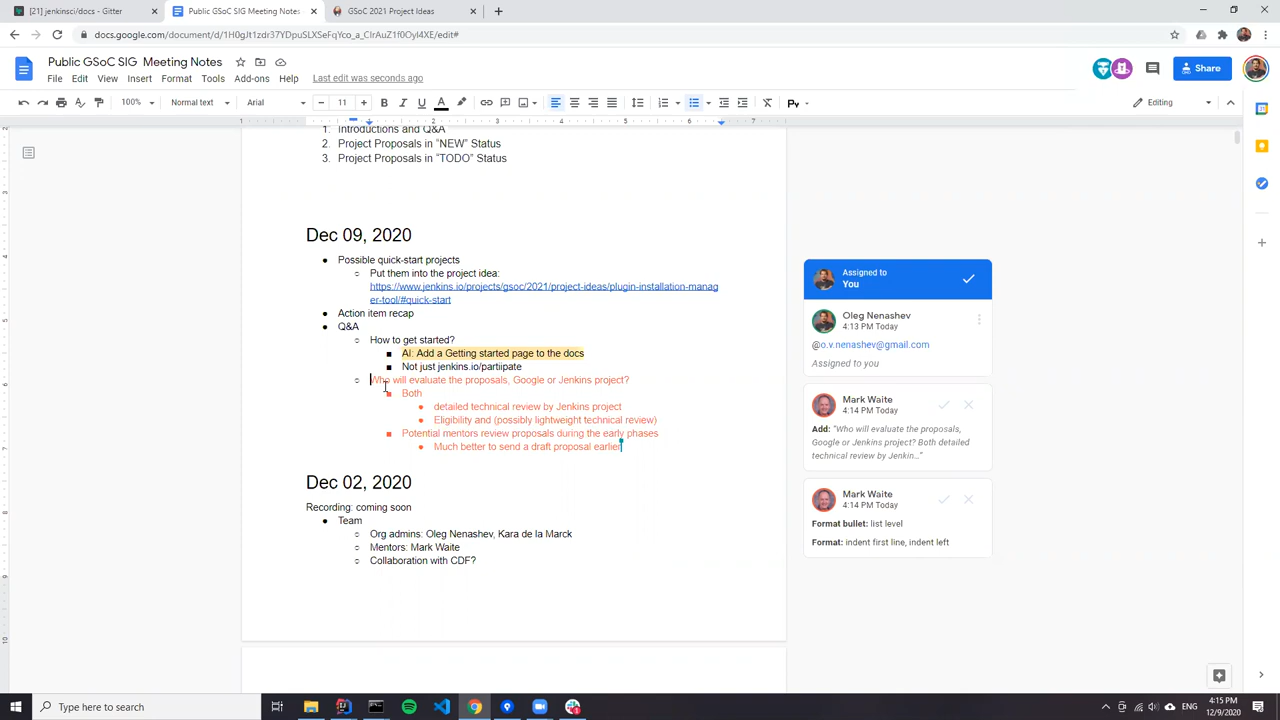 [21] jenkinsci/docs - Gitter
Public GSoC SIG Meeting Notes
GSoC 2021 Project Ideas
docs.google.com/document/d/1H0gJt1zdr37YDpuSLXSeFqYco_a_ClrAuZ1f0OyI4XE/edit#
Public GSoC SIG Meeting Notes
File Edit View Insert Format Tools Add-ons Help Last edit was seconds ago
Share
100% Normal text Arial 11 Editing
1. Introductions and Q&A
2. Project Proposals in "NEW" Status
3. Project Proposals in "TODO" Status
Dec 09, 2020
Possible quick-start projects
Put them into the project idea:
https://www.jenkins.io/projects/gsoc/2021/project-ideas/plugin-installation-manag
er-tool/#quick-start
Action item recap
Q&A
How to get started?
AI: Add a Getting started page to the docs
Not just jenkins.io/partiipate
Who will evaluate the proposals, Google or Jenkins project?
Both
detailed technical review by Jenkins project
Eligibility and (possibly lightweight technical review)
Potential mentors review proposals during the early phases
Much better to send a draft proposal earlier
Dec 02, 2020
Recording: coming soon
Team
Org admins: Oleg Nenashev, Kara de la Marck
Mentors: Mark Waite
Collaboration with CDF?
Assigned to
You
Oleg Nenashev
4:13 PM Today
@o.v.nenashev@gmail.com
Assigned to you
Mark Waite
4:14 PM Today
Add: "Who will evaluate the proposals,
Google or Jenkins project? Both detailed
technical review by Jenkin..."
Mark Waite
4:14 PM Today
Format bullet: list level
Format: indent first line, indent left
Type here to search
4:15 PM
12/9/2020